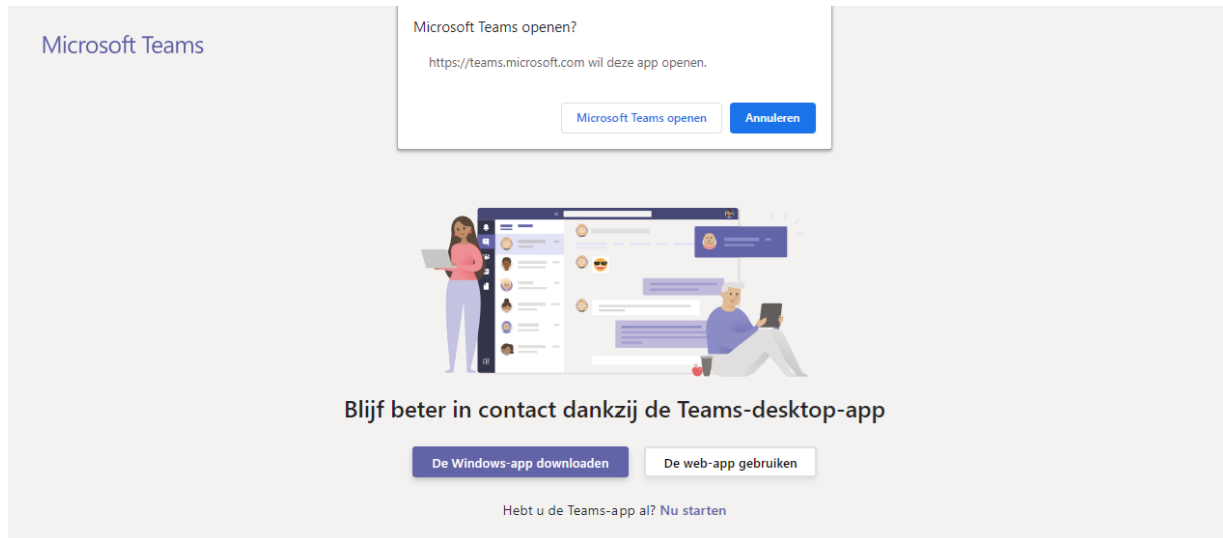 Microsoft Teams
Microsoft Teams openen?
https://teams.microsoft.com wil deze app openen.
Microsoft Teams openen
Annuleren
Blijf beter in contact dankzij de Teams-desktop-app
De Windows-app downloaden
De web-app gebruiken
Hebt u de Teams-app al? Nu starten